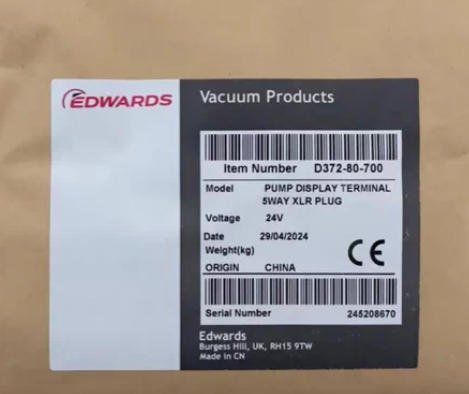 EDWARDS
Vacuum Products
Item Number D372-80-700
Model PUMP DISPLAY TERMINAL
5WAY XLR PLUG
Voltage 24V
Date 29/04/2024
Weight(kg)
ORIGIN CHINA
CE
Serial Number 245208670
Edwards
Burgess Hill, UK, RH15 9TW
Made in CN